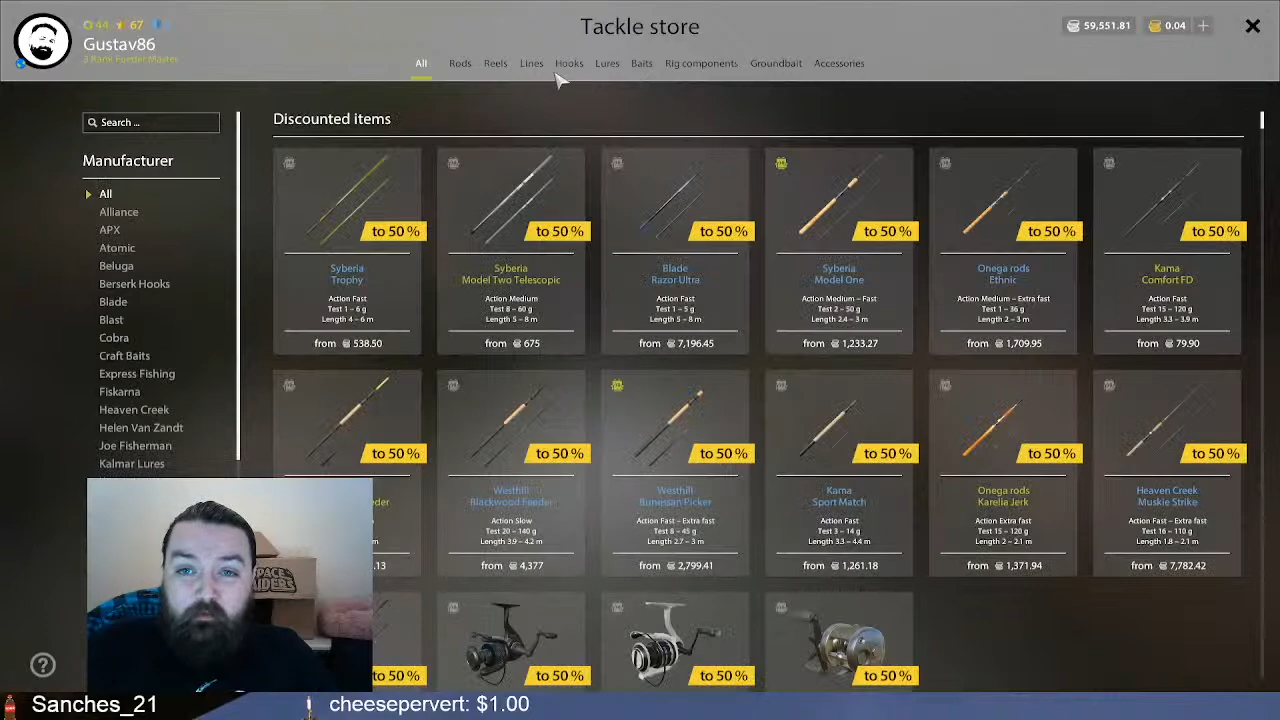 44 67
Tackle store
59,551.81 0.04 +
Gustav86
3 Rank Feeder Master
All Rods Reels Lines Hooks Lures Baits Rig components Groundbait Accessories
Search ...
Discounted items
Manufacturer
All
Alliance
APX
Atomic
Beluga
Berserk Hooks
Blade
Blast
Cobra
Craft Baits
Express Fishing
Fiskarna
Heaven Creek
Helen Van Zandt
Joe Fisherman
Kalmar Lures
to 50 %
Syberia
Trophy
Action Fast
Test 1 – 6 g
Length 4 – 6 m
from 538.50
to 50 %
Syberia
Model Two Telescopic
Action Medium
Test 8 – 60 g
Length 5 – 8 m
from 675
to 50 %
Blade
Razor Ultra
Action Fast
Test 1 – 5 g
Length 5 – 8 m
from 7,196.45
to 50 %
Syberia
Model One
Action Medium – Fast
Test 2 – 50 g
Length 2.4 – 3 m
from 1,233.27
to 50 %
Onega rods
Ethnic
Action Medium – Extra fast
Test 1 – 36 g
Length 2 – 3 m
from 1,709.95
to 50 %
Kama
Comfort FD
Action Fast
Test 15 – 120 g
Length 3.3 – 3.9 m
from 79.90
to 50 %
eder
m
.13
to 50 %
Westhill
Blackwood Feeder
Action Slow
Test 20 – 140 g
Length 3.9 – 4.2 m
from 4,377
to 50 %
Westhill
Bunessan Picker
Action Fast – Extra fast
Test 8 – 45 g
Length 2.7 – 3 m
from 2,799.41
to 50 %
Kama
Sport Match
Action Fast
Test 3 – 14 g
Length 3.3 – 4.4 m
from 1,261.18
to 50 %
Onega rods
Karelia Jerk
Action Extra fast
Test 15 – 120 g
Length 2 – 2.1 m
from 1,371.94
to 50 %
Heaven Creek
Muskie Strike
Action Fast – Extra fast
Test 16 – 110 g
Length 1.8 – 2.1 m
from 7,782.42
to 50 %
to 50 %
to 50 %
to 50 %
SPACE
RAIDERS
?
Sanches_21 cheesepervert: $1.00